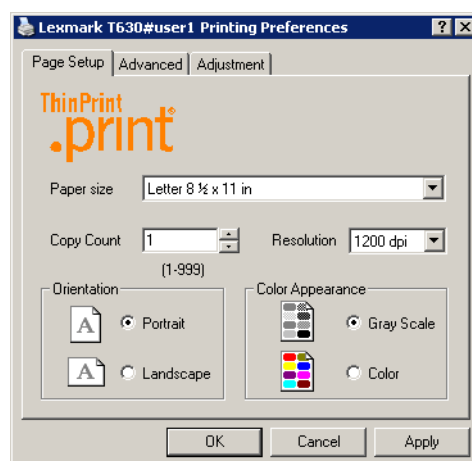 Lexmark T630#user1 Printing Preferences
Page Setup
Advanced
Adjustment
ThinPrint®
.print
Paper size
Letter 8 ½ x 11 in
Copy Count
1
Resolution
1200 dpi
(1-999)
Orientation
A
Portrait
A
Landscape
Color Appearance
Gray Scale
Color
OK
Cancel
Apply